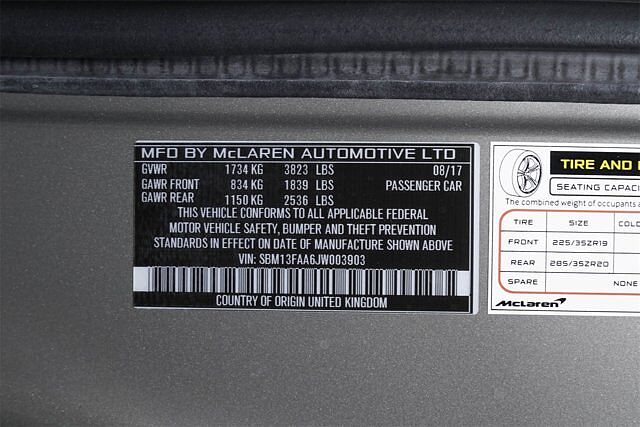 MFD BY McLAREN AUTOMOTIVE LTD
GVWR 1734 KG 3823 LBS 08/17
GAWR FRONT 834 KG 1839 LBS PASSENGER CAR
GAWR REAR 1150 KG 2536 LBS
THIS VEHICLE CONFORMS TO ALL APPLICABLE FEDERAL
MOTOR VEHICLE SAFETY, BUMPER AND THEFT PREVENTION
STANDARDS IN EFFECT ON DATE OF MANUFACTURE SHOWN ABOVE
VIN: SBM13FAA6JW003903
COUNTRY OF ORIGIN UNITED KINGDOM
TIRE AND
SEATING CAPACI
The combined weight of occupants a
TIRE SIZE COL
FRONT 225/35ZR19
REAR 285/35ZR20
SPARE NONE
McLaren